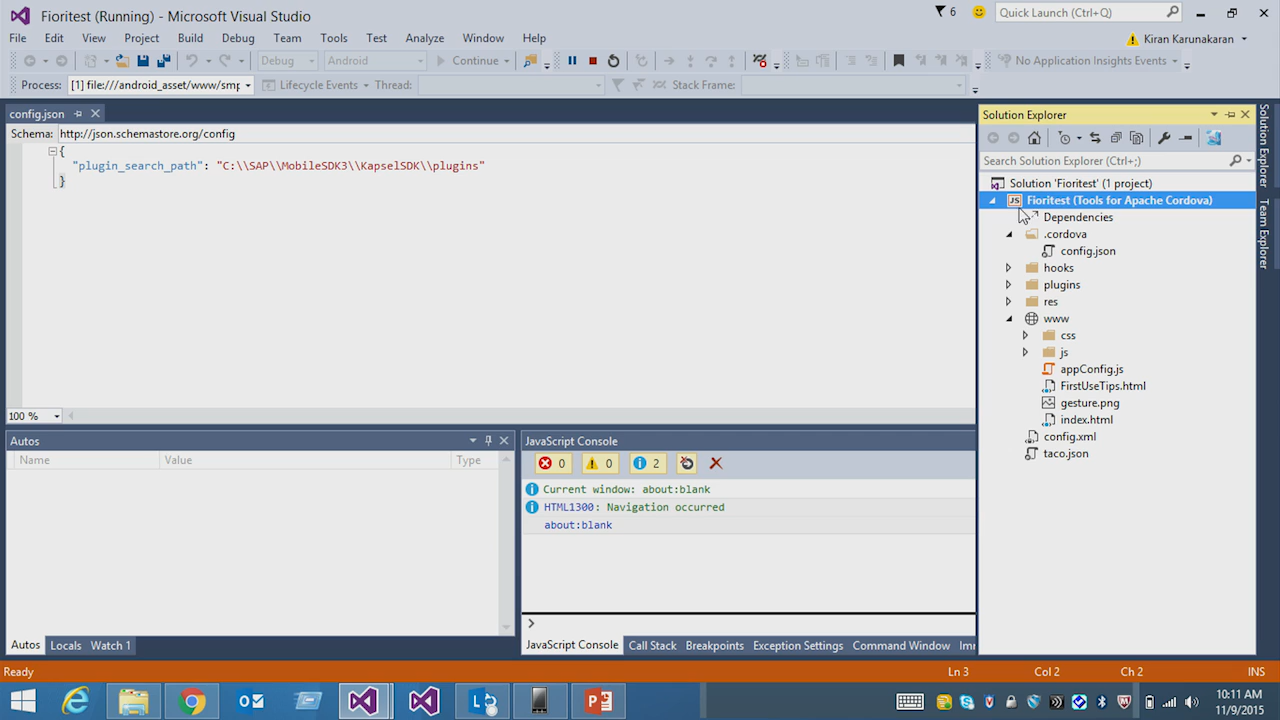 Fioritest (Running) - Microsoft Visual Studio
6
Quick Launch (Ctrl+Q)
File Edit View Project Build Debug Team Tools Test Analyze Window Help
Kiran Karunakaran
Debug Android Continue No Application Insights Events
Process: [1] file:///android_asset/www/smp Lifecycle Events Thread: Stack Frame:
config.json
Schema: http://json.schemastore.org/config
{
"plugin_search_path": "C:\\SAP\\MobileSDK3\\KapselSDK\\plugins"
}
100 %
Solution Explorer
Search Solution Explorer (Ctrl+;)
Solution 'Fioritest' (1 project)
JS Fioritest (Tools for Apache Cordova)
Dependencies
.cordova
config.json
hooks
plugins
res
www
css
js
appConfig.js
FirstUseTips.html
gesture.png
index.html
config.xml
taco.json
Solution Explorer
Team Explorer
Autos
Name Value Type
Autos Locals Watch 1
JavaScript Console
0 0 2
Current window: about:blank
HTML1300: Navigation occurred
about:blank
JavaScript Console Call Stack Breakpoints Exception Settings Command Window
Ready Ln 3 Col 2 Ch 2 INS
10:11 AM
11/9/2015